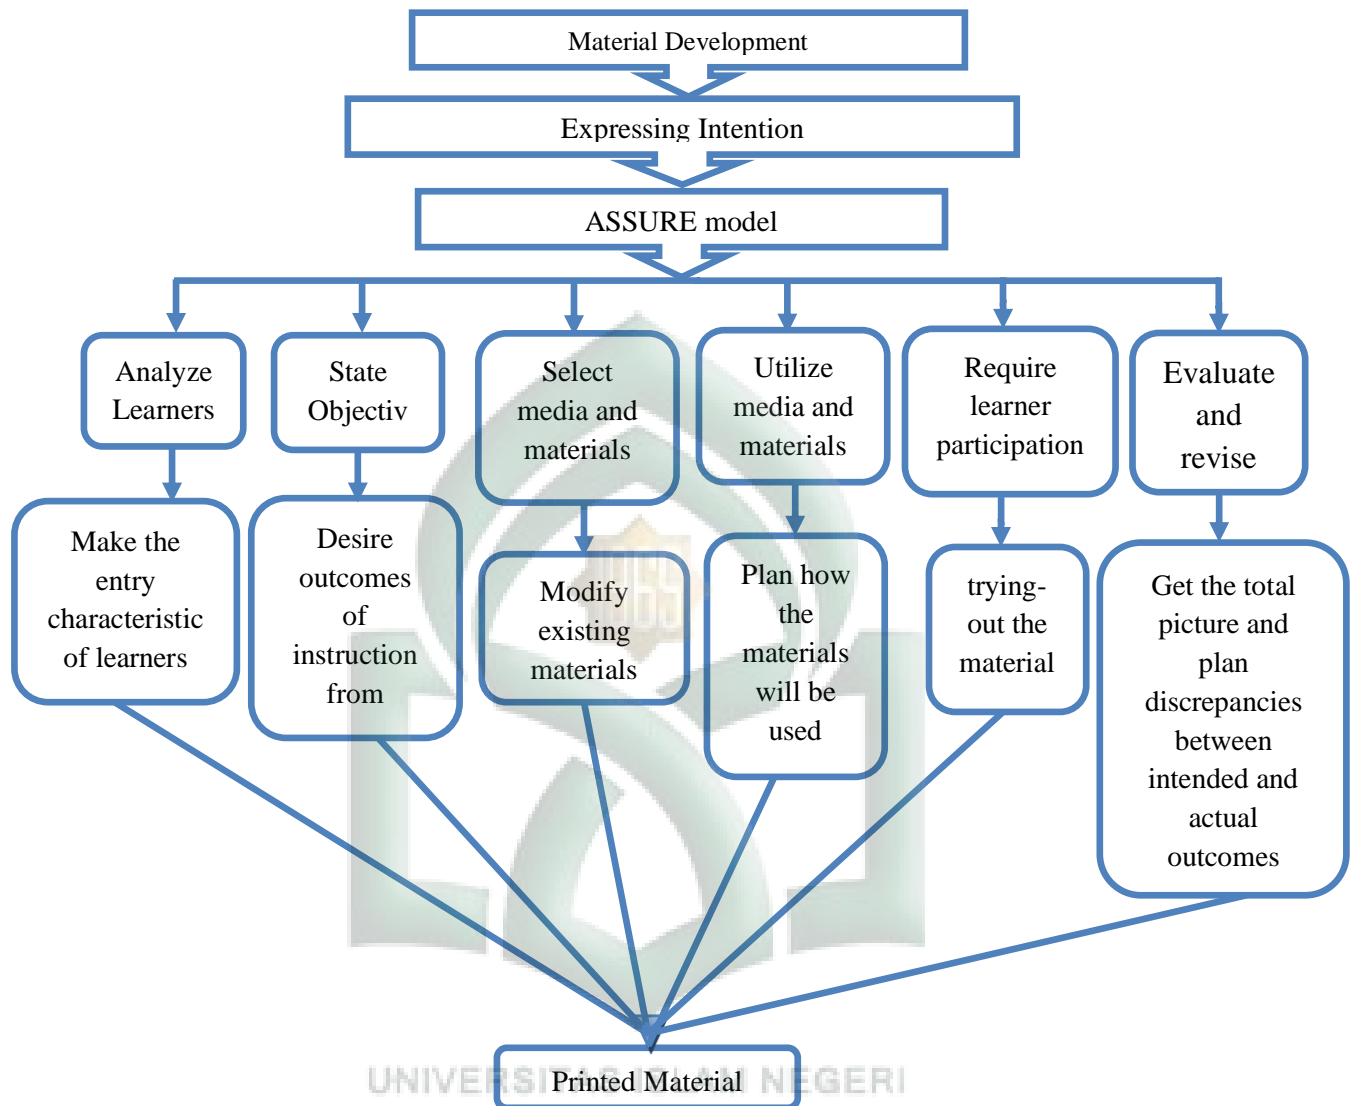 Material Development
Expressing Intention
ASSURE model
Analyze
Learners
State
Objectiv
Select
media and
materials
Utilize
media and
materials
Require
learner
participation
Evaluate
and
revise
Make the
entry
characteristic
of learners
Desire
outcomes
of
instruction
from
Modify
existing
materials
Plan how
the
materials
will be
used
trying-
out the
material
Get the total
picture and
plan
discrepancies
between
intended and
actual
outcomes
Printed Material
UNIVERSITAS ISLAM NEGERI